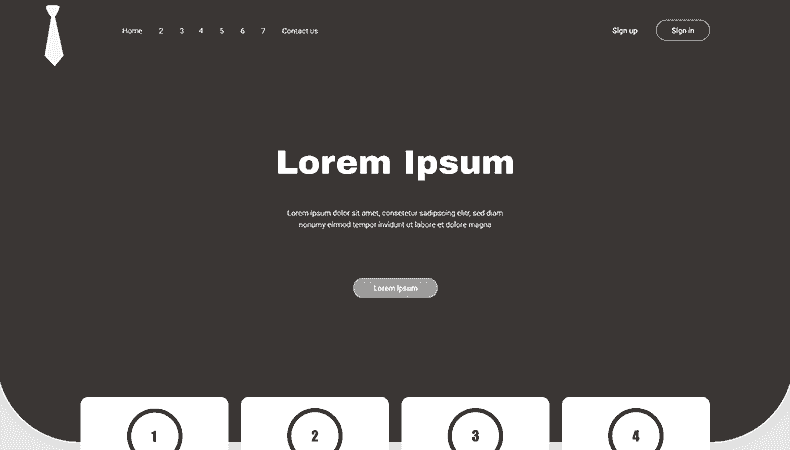 Home 2 3 4 5 6 7 Contact us Sign up Sign in
Lorem Ipsum
Lorem ipsum dolor sit amet, consetetur sadipscing elitr, sed diam
nonumy eirmod tempor invidunt ut labore et dolore magna
Lorem Ipsum
1 2 3 4